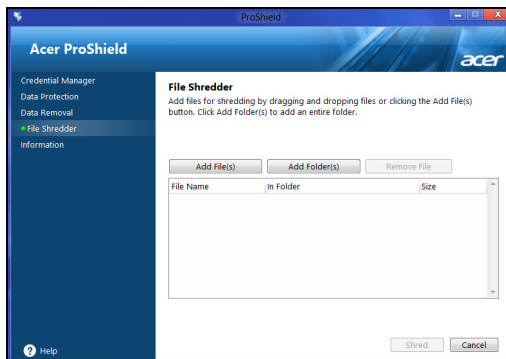 ProShield
Acer ProShield
acer
Credential Manager
Data Protection
Data Removal
File Shredder
Information
File Shredder
Add files for shredding by dragging and dropping files or clicking the Add File(s)
button. Click Add Folder(s) to add an entire folder.
Add File(s) Add Folder(s) Remove File
File Name In Folder Size
Shred Cancel
? Help